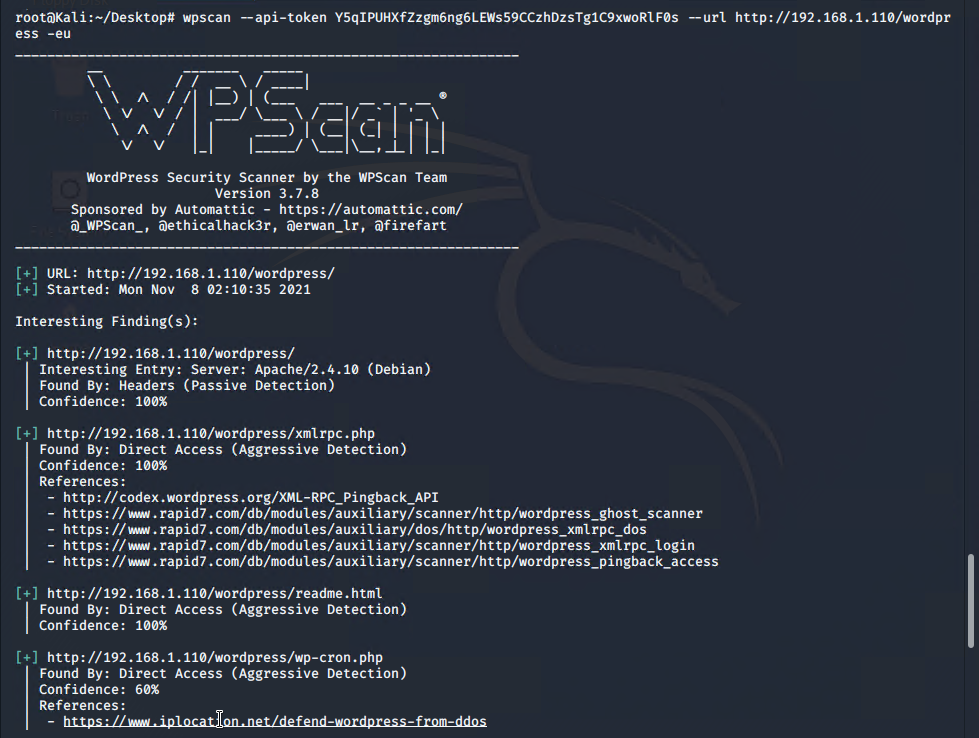 root@Kali:~/Desktop# wpscan --api-token Y5qIPUHXfZzgm6ng6LEWs59CCzhDzsTg1C9xwoRlF0s --url http://192.168.1.110/wordpr
ess -eu
WPScan ®
WordPress Security Scanner by the WPScan Team
Version 3.7.8
Sponsored by Automattic - https://automattic.com/
@_WPScan_, @ethicalhack3r, @erwan_lr, @firefart
[+] URL: http://192.168.1.110/wordpress/
[+] Started: Mon Nov  8 02:10:35 2021
Interesting Finding(s):
[+] http://192.168.1.110/wordpress/
| Interesting Entry: Server: Apache/2.4.10 (Debian)
| Found By: Headers (Passive Detection)
| Confidence: 100%
[+] http://192.168.1.110/wordpress/xmlrpc.php
| Found By: Direct Access (Aggressive Detection)
| Confidence: 100%
| References:
|  - http://codex.wordpress.org/XML-RPC_Pingback_API
|  - https://www.rapid7.com/db/modules/auxiliary/scanner/http/wordpress_ghost_scanner
|  - https://www.rapid7.com/db/modules/auxiliary/dos/http/wordpress_xmlrpc_dos
|  - https://www.rapid7.com/db/modules/auxiliary/scanner/http/wordpress_xmlrpc_login
|  - https://www.rapid7.com/db/modules/auxiliary/scanner/http/wordpress_pingback_access
[+] http://192.168.1.110/wordpress/readme.html
| Found By: Direct Access (Aggressive Detection)
| Confidence: 100%
[+] http://192.168.1.110/wordpress/wp-cron.php
| Found By: Direct Access (Aggressive Detection)
| Confidence: 60%
| References:
|  - https://www.iplocation.net/defend-wordpress-from-ddos